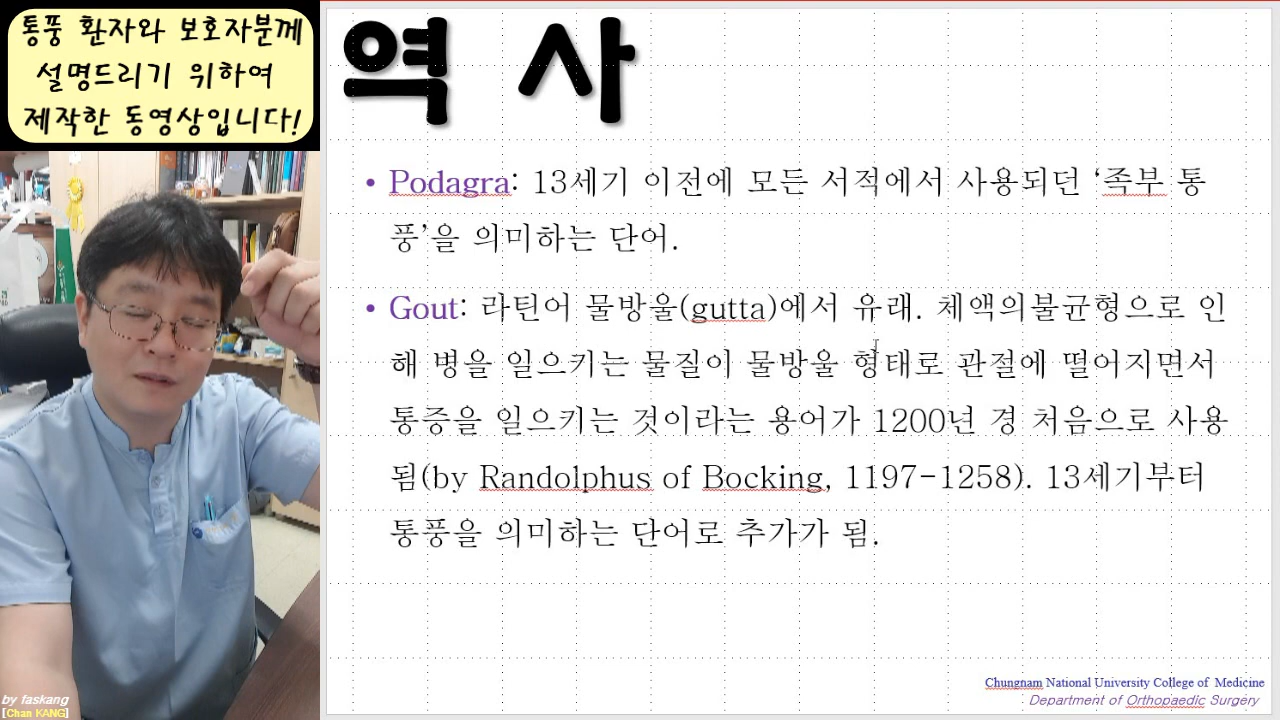 통풍 환자와 보호자분께
설명드리기 위하여
제작한 동영상입니다!
by faskang
[Chan KANG]
역 사
• Podagra: 13세기 이전에 모든 서적에서 사용되던 ‘족부 통
풍’을 의미하는 단어.
• Gout: 라틴어 물방울(gutta)에서 유래. 체액의불균형으로 인
해 병을 일으키는 물질이 물방울 형태로 관절에 떨어지면서
통증을 일으키는 것이라는 용어가 1200년 경 처음으로 사용
됨(by Randolphus of Bocking, 1197-1258). 13세기부터
통풍을 의미하는 단어로 추가가 됨.
Chungnam National University College of Medicine
Department of Orthopaedic Surgery